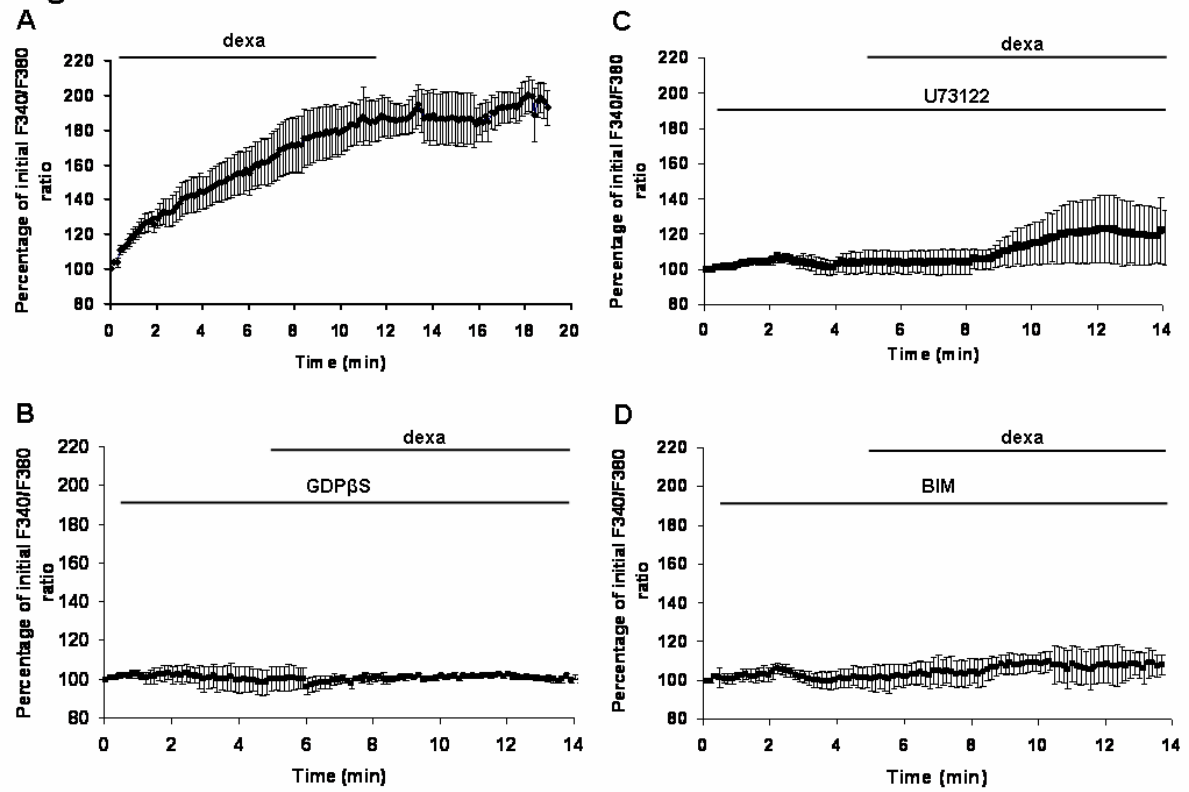 A
dexa
220
200
180
160
140
120
100
80
Percentage of initial F340/F380
ratio
0 2 4 6 8 10 12 14 16 18 20
Time (min)
C
dexa
U73122
220
200
180
160
140
120
100
80
Percentage of initial F340/F380
ratio
0 2 4 6 8 10 12 14
Time (min)
B
dexa
GDPβS
220
200
180
160
140
120
100
80
Percentage of initial F340/F380
ratio
0 2 4 6 8 10 12 14
Time (min)
D
dexa
BIM
220
200
180
160
140
120
100
80
Percentage of initial F340/F380
ratio
0 2 4 6 8 10 12 14
Time (min)